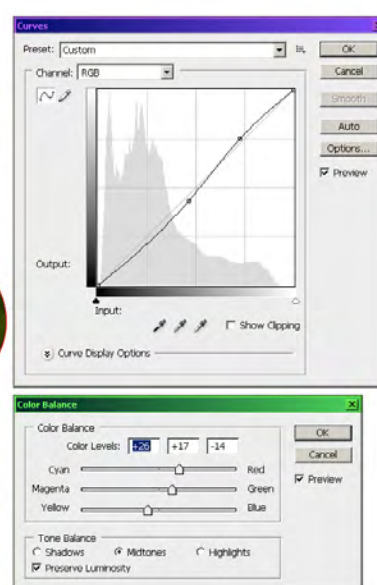 Curves
Preset: Custom
OK
Channel: RGB
Cancel
Smooth
Auto
Options...
Preview
Output:
Input:
Show Clipping
Curve Display Options
Color Balance
Color Balance
OK
Color Levels: +26 +17 -14
Cancel
Cyan Red
Preview
Magenta Green
Yellow Blue
Tone Balance
Shadows Midtones Highlights
Preserve Luminosity